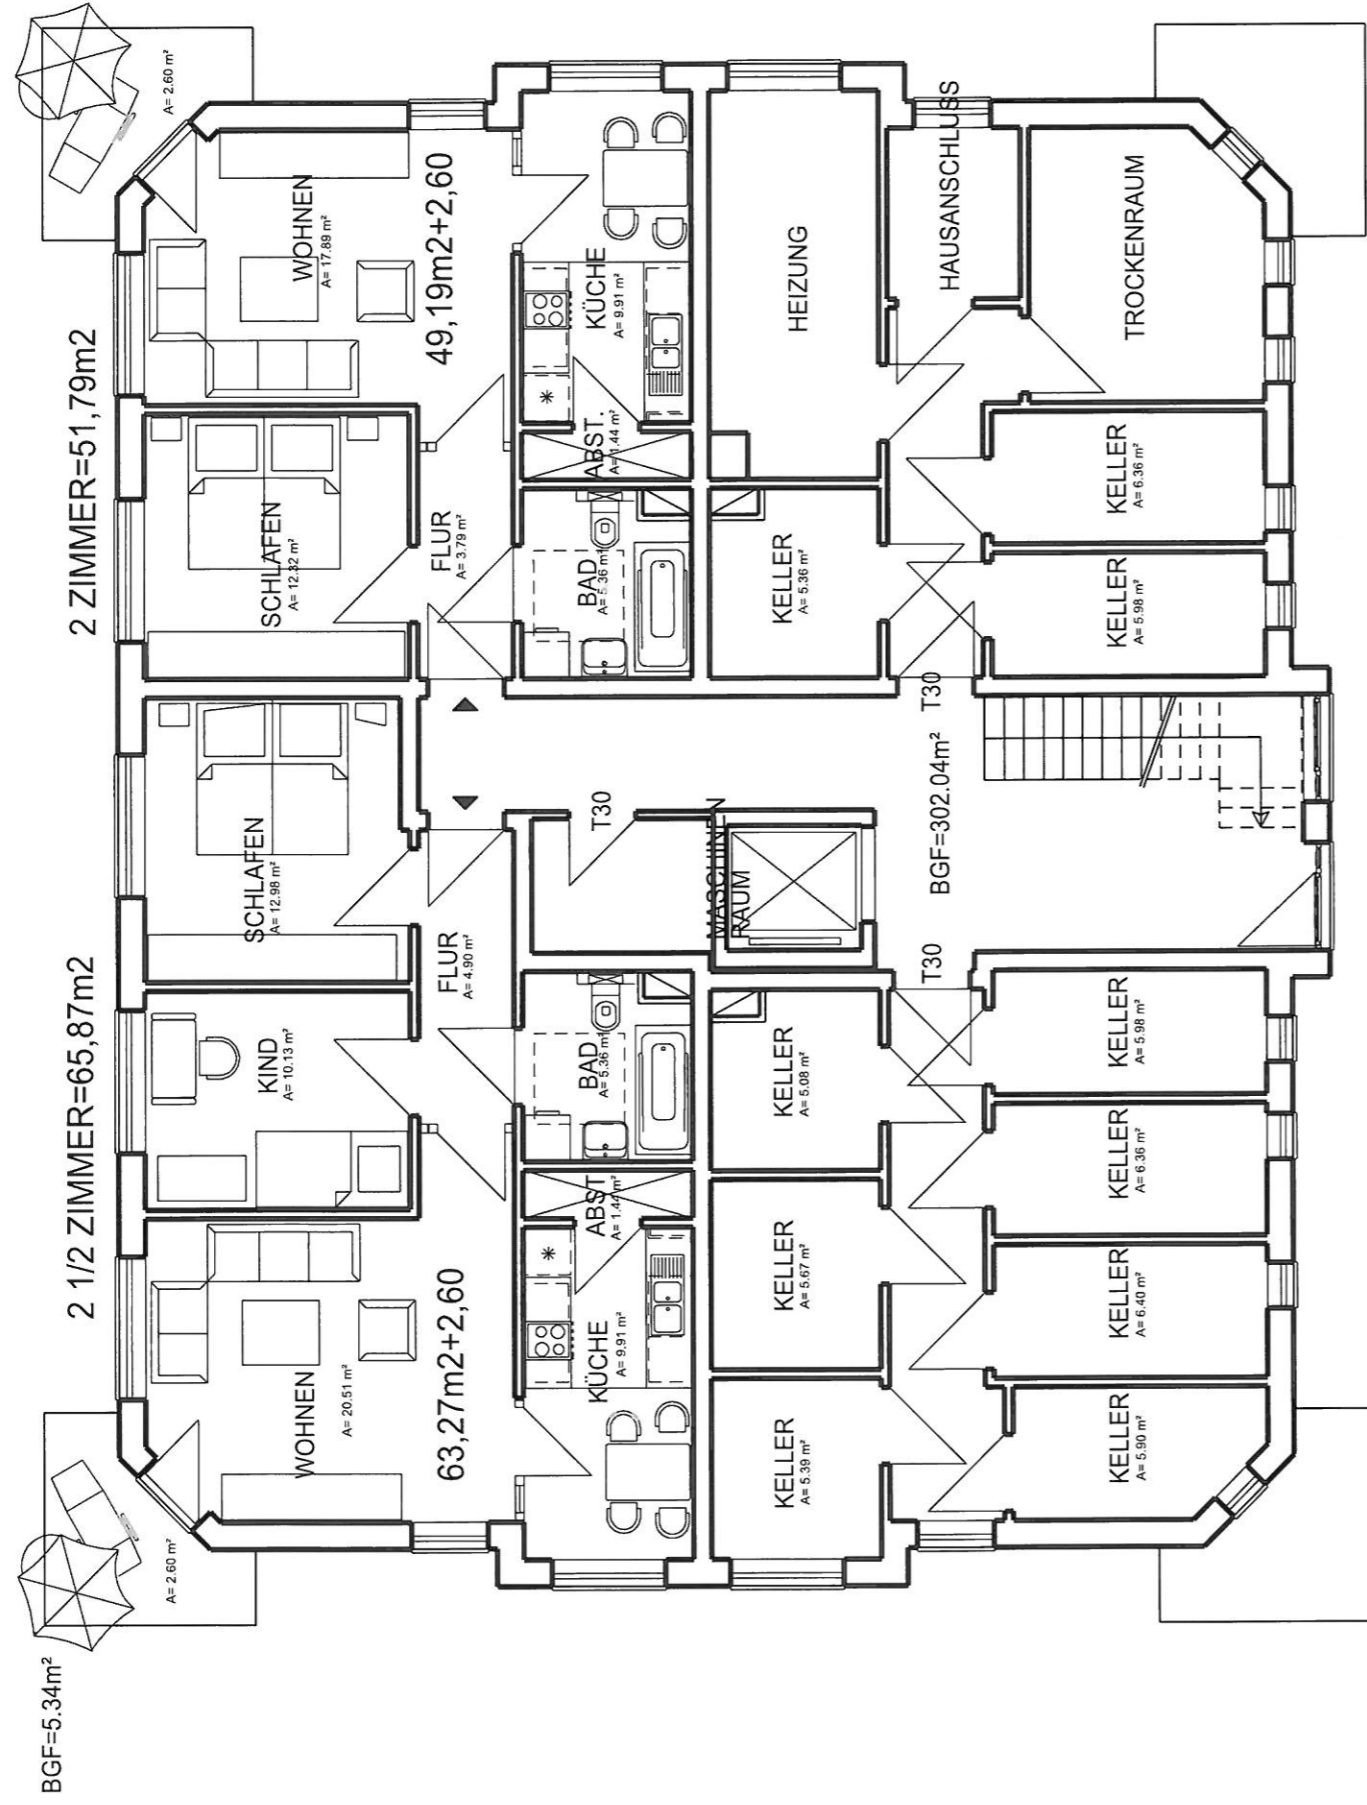 BGF=5.34m²
2 1/2 ZIMMER=65,87m2
2 ZIMMER=51,79m2
A= 2.60 m²
WOHNEN
A= 20.51 m²
KIND
A= 10.13 m²
SCHLAFEN
A= 12.98 m²
SCHLAFEN
A= 12.32 m²
WOHNEN
A= 17.89 m²
A= 2.60 m²
63,27m2+2,60
FLUR
A= 4.90 m²
FLUR
A= 3.79 m²
49,19m2+2,60
KÜCHE
A= 9.91 m²
ABST.
A= 1.44 m²
BAD
A= 5.36 m²
T30
BAD
A= 5.36 m²
ABST.
A= 1.44 m²
KÜCHE
A= 9.91 m²
MASCHINEN
RAUM
KELLER
A= 5.39 m²
KELLER
A= 5.67 m²
KELLER
A= 5.08 m²
KELLER
A= 5.36 m²
HEIZUNG
T30
BGF=302.04m²
T30
HAUSANSCHLUSS
KELLER
A= 5.90 m²
KELLER
A= 6.40 m²
KELLER
A= 6.36 m²
KELLER
A= 5.98 m²
KELLER
A= 5.98 m²
KELLER
A= 6.36 m²
TROCKENRAUM